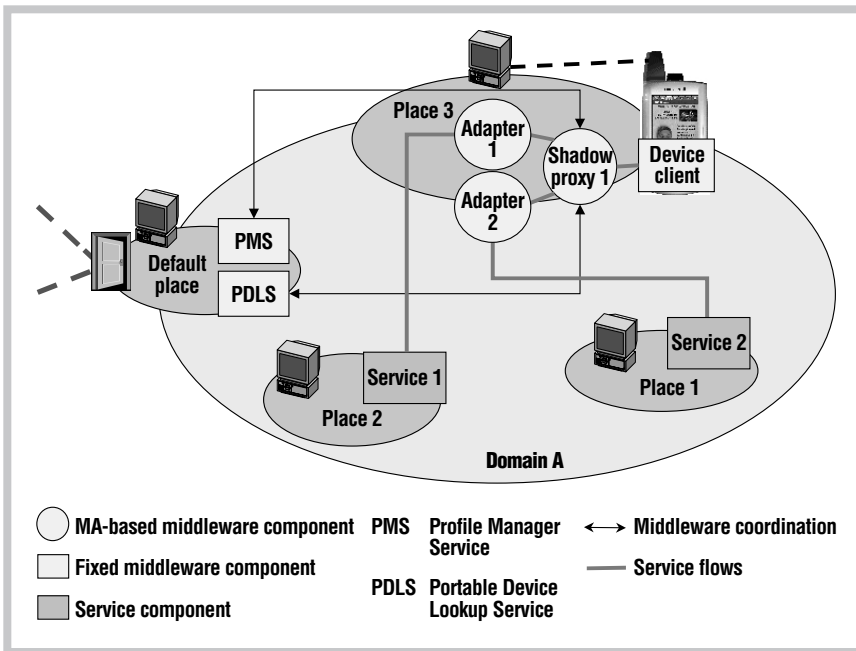 Place 3
Adapter
1
Shadow
proxy 1
Device
client
Adapter
2
PMS
Default
place
PDLS
Service 2
Service 1
Place 1
Place 2
Domain A
MA-based middleware component
Fixed middleware component
Service component
PMS Profile Manager
Service
PDLS Portable Device
Lookup Service
Middleware coordination
Service flows